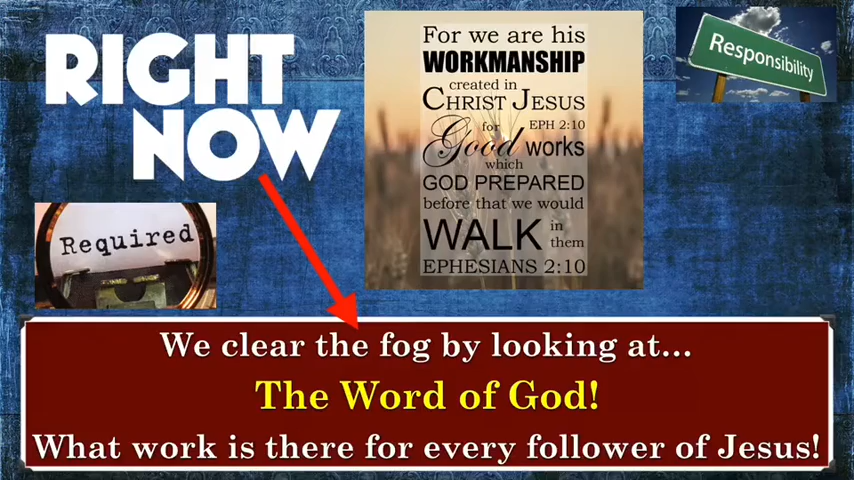 RIGHT
NOW
For we are his
WORKMANSHIP
created in
CHRIST JESUS
for EPH 2:10
Good works
which
GOD PREPARED
before that we would
WALK in
them
EPHESIANS 2:10
Responsibility
Required
We clear the fog by looking at...
The Word of God!
What work is there for every follower of Jesus!